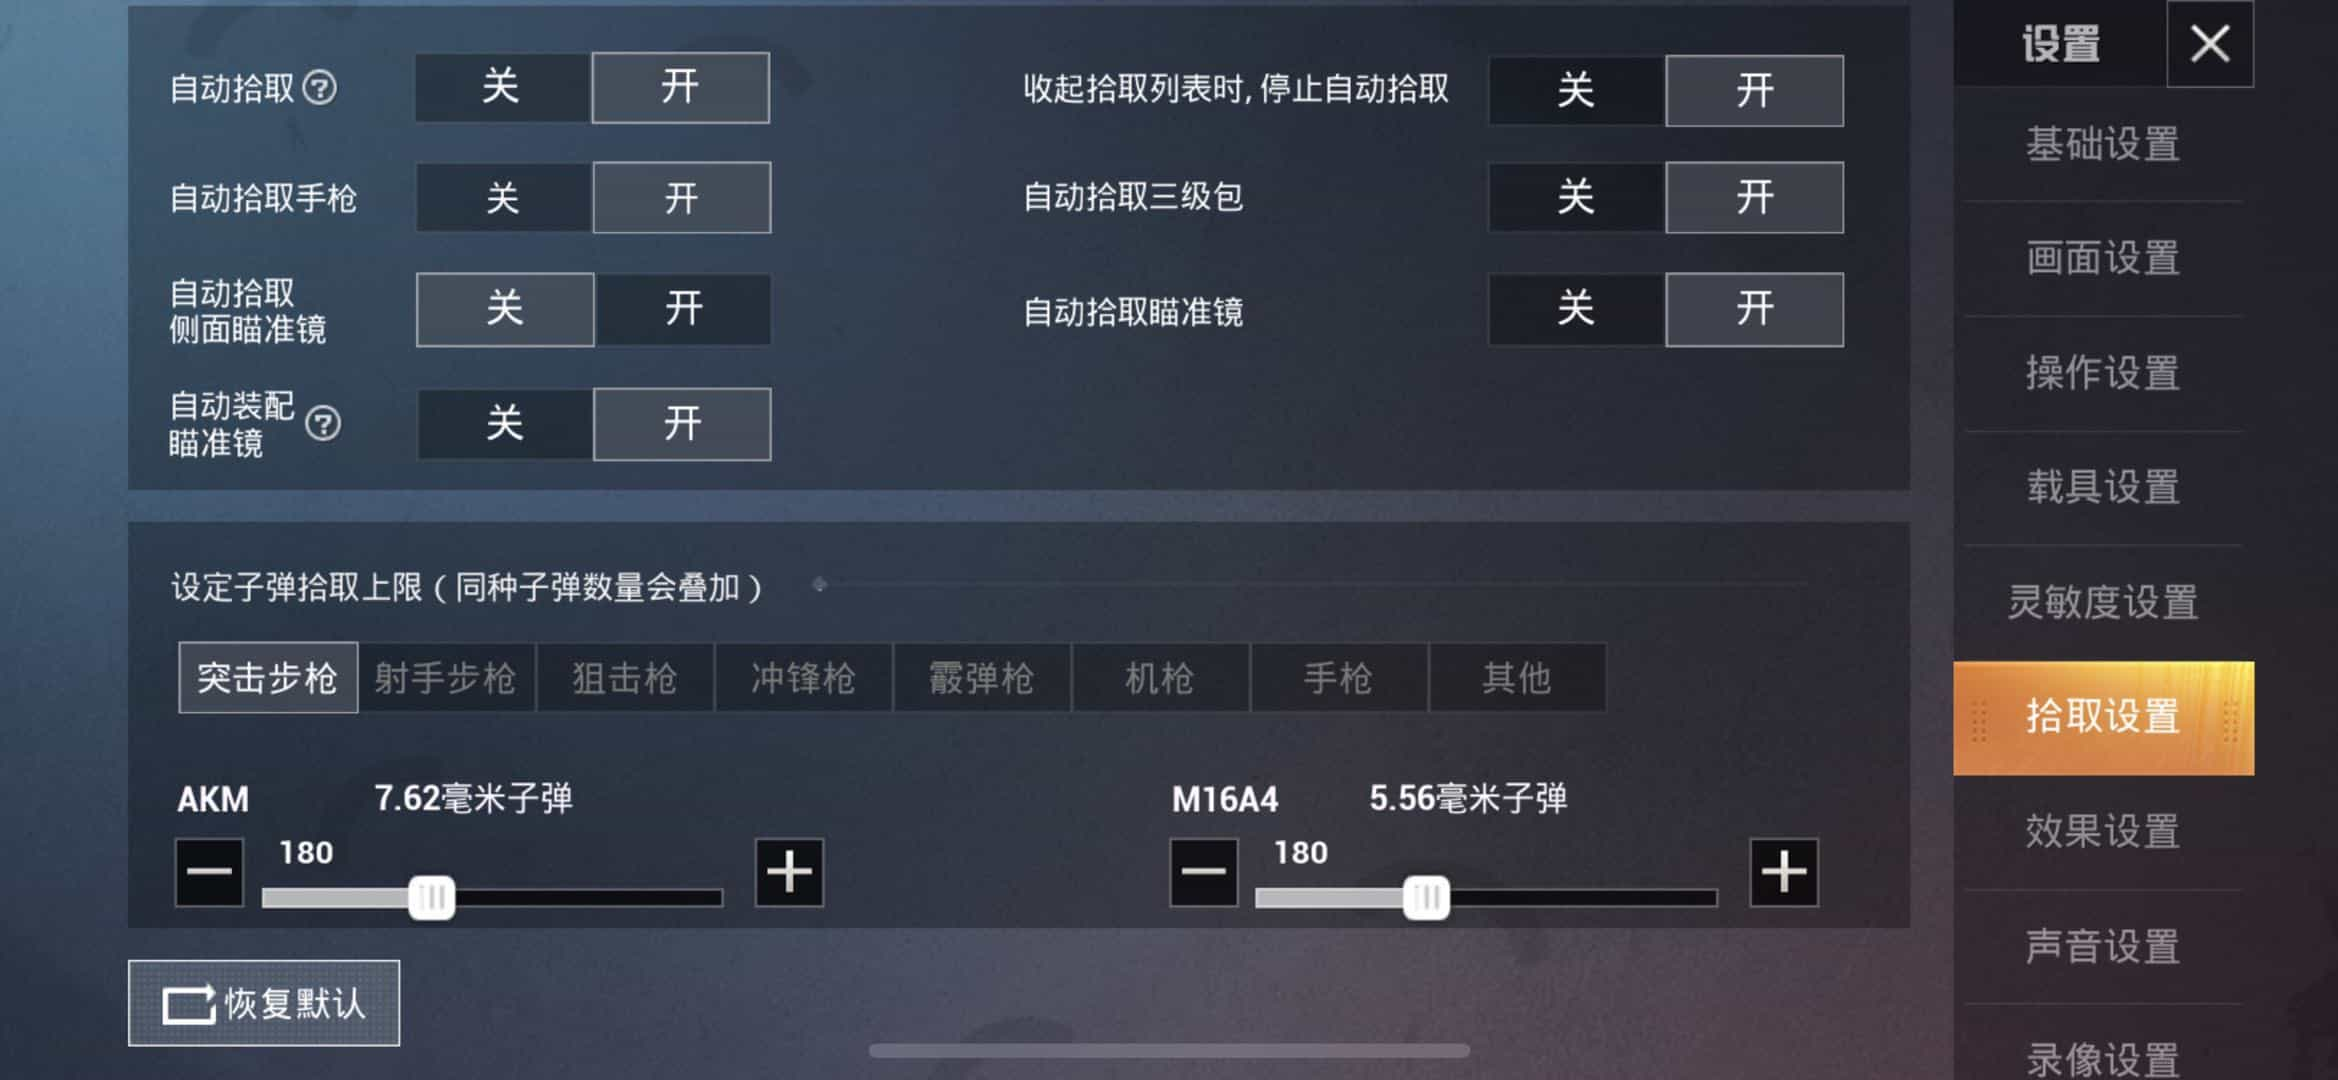 设置
自动拾取 ? 关 开
收起拾取列表时, 停止自动拾取 关 开
自动拾取手枪 关 开
自动拾取三级包 关 开
自动拾取
侧面瞄准镜 关 开
自动拾取瞄准镜 关 开
自动装配
瞄准镜 ? 关 开
设定子弹拾取上限 ( 同种子弹数量会叠加 )
突击步枪 射手步枪 狙击枪 冲锋枪 霰弹枪 机枪 手枪 其他
AKM 7.62毫米子弹
180
M16A4 5.56毫米子弹
180
恢复默认
基础设置
画面设置
操作设置
载具设置
灵敏度设置
拾取设置
效果设置
声音设置
录像设置